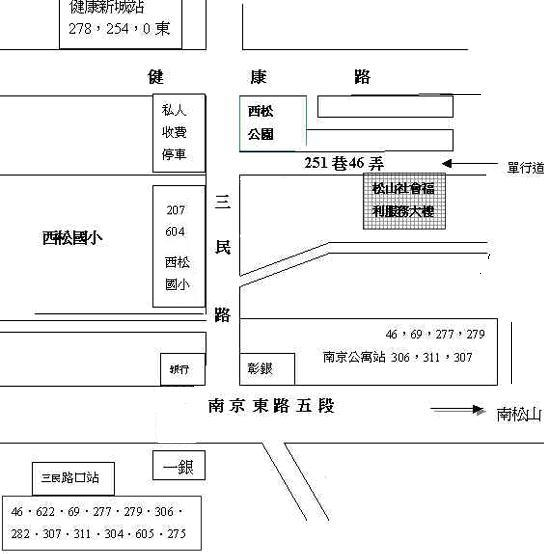 健康新城站
278，254，0 東
健 康 路
私人
收費
停車
西松
公園
251 巷46 弄
單行道
松山社會福
利服務大樓
三
民
路
207
604
西松
國小
西松國小
46，69，277，279
南京公寓站 306，311，307
銀行
彰銀
南京東路五段
南松山
一銀
三民路口站
46．622．69．277．279．306．
282．307．311．304．605．275